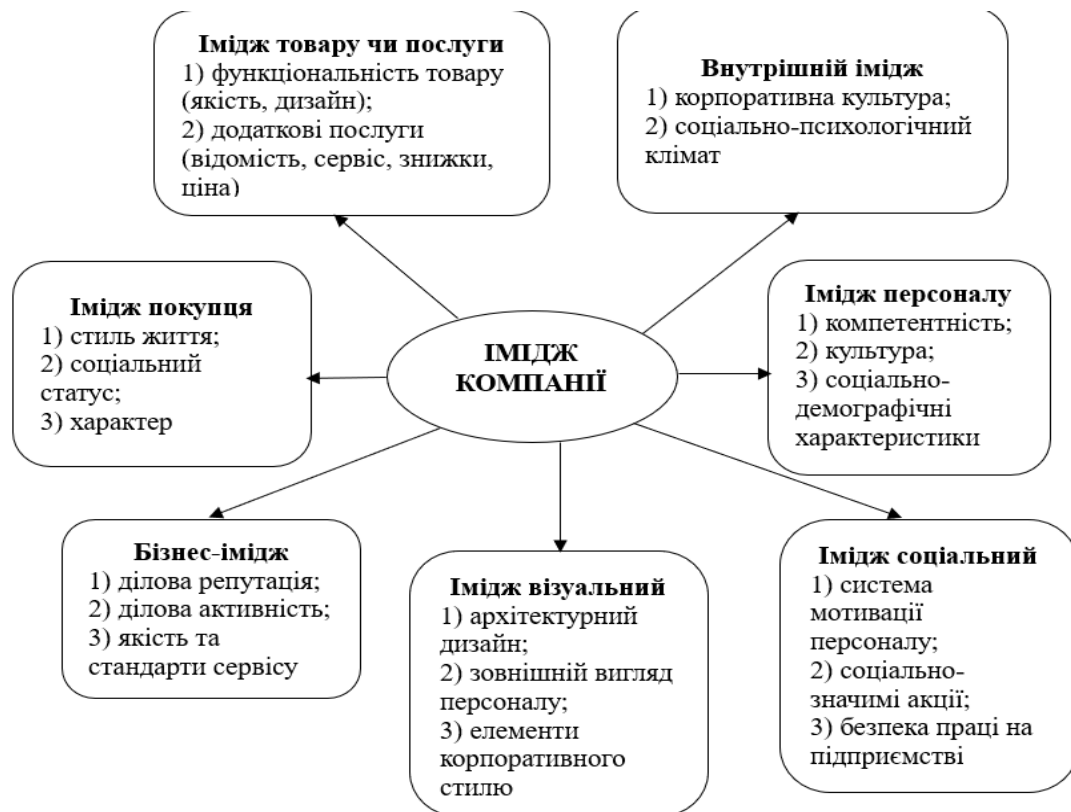 Імідж товару чи послуги
1) функціональність товару
(якість, дизайн);
2) додаткові послуги
(відомість, сервіс, знижки,
ціна)
Внутрішній імідж
1) корпоративна культура;
2) соціально-психологічний
клімат
Імідж покупця
1) стиль життя;
2) соціальний
статус;
3) характер
ІМІДЖ
КОМПАНІЇ
Імідж персоналу
1) компетентність;
2) культура;
3) соціально-
демографічні
характеристики
Бізнес-імідж
1) ділова репутація;
2) ділова активність;
3) якість та
стандарти сервісу
Імідж візуальний
1) архітектурний
дизайн;
2) зовнішній вигляд
персоналу;
3) елементи
корпоративного
стилю
Імідж соціальний
1) система
мотивації
персоналу;
2) соціально-
значимі акції;
3) безпека праці на
підприємстві